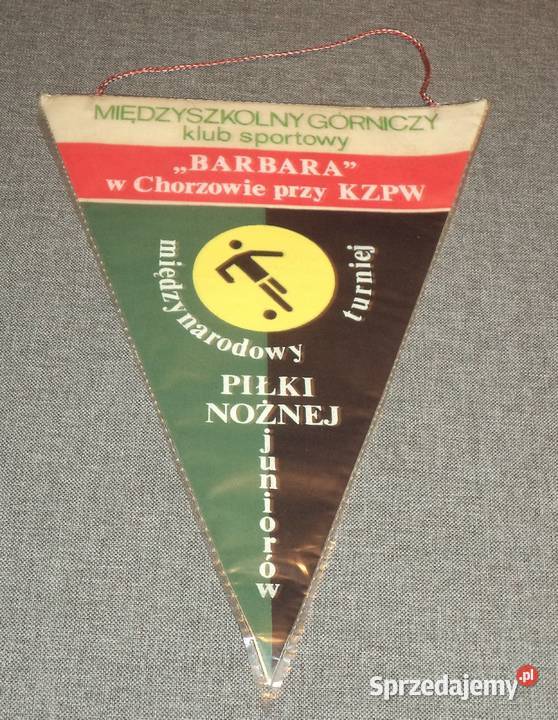 MIĘDZYSZKOLNY GÓRNICZY
klub sportowy
„BARBARA”
w Chorzowie przy KZPW
międzynarodowy turniej
PIŁKI
NOŻNEJ
juniorów
Sprzedajemy.pl